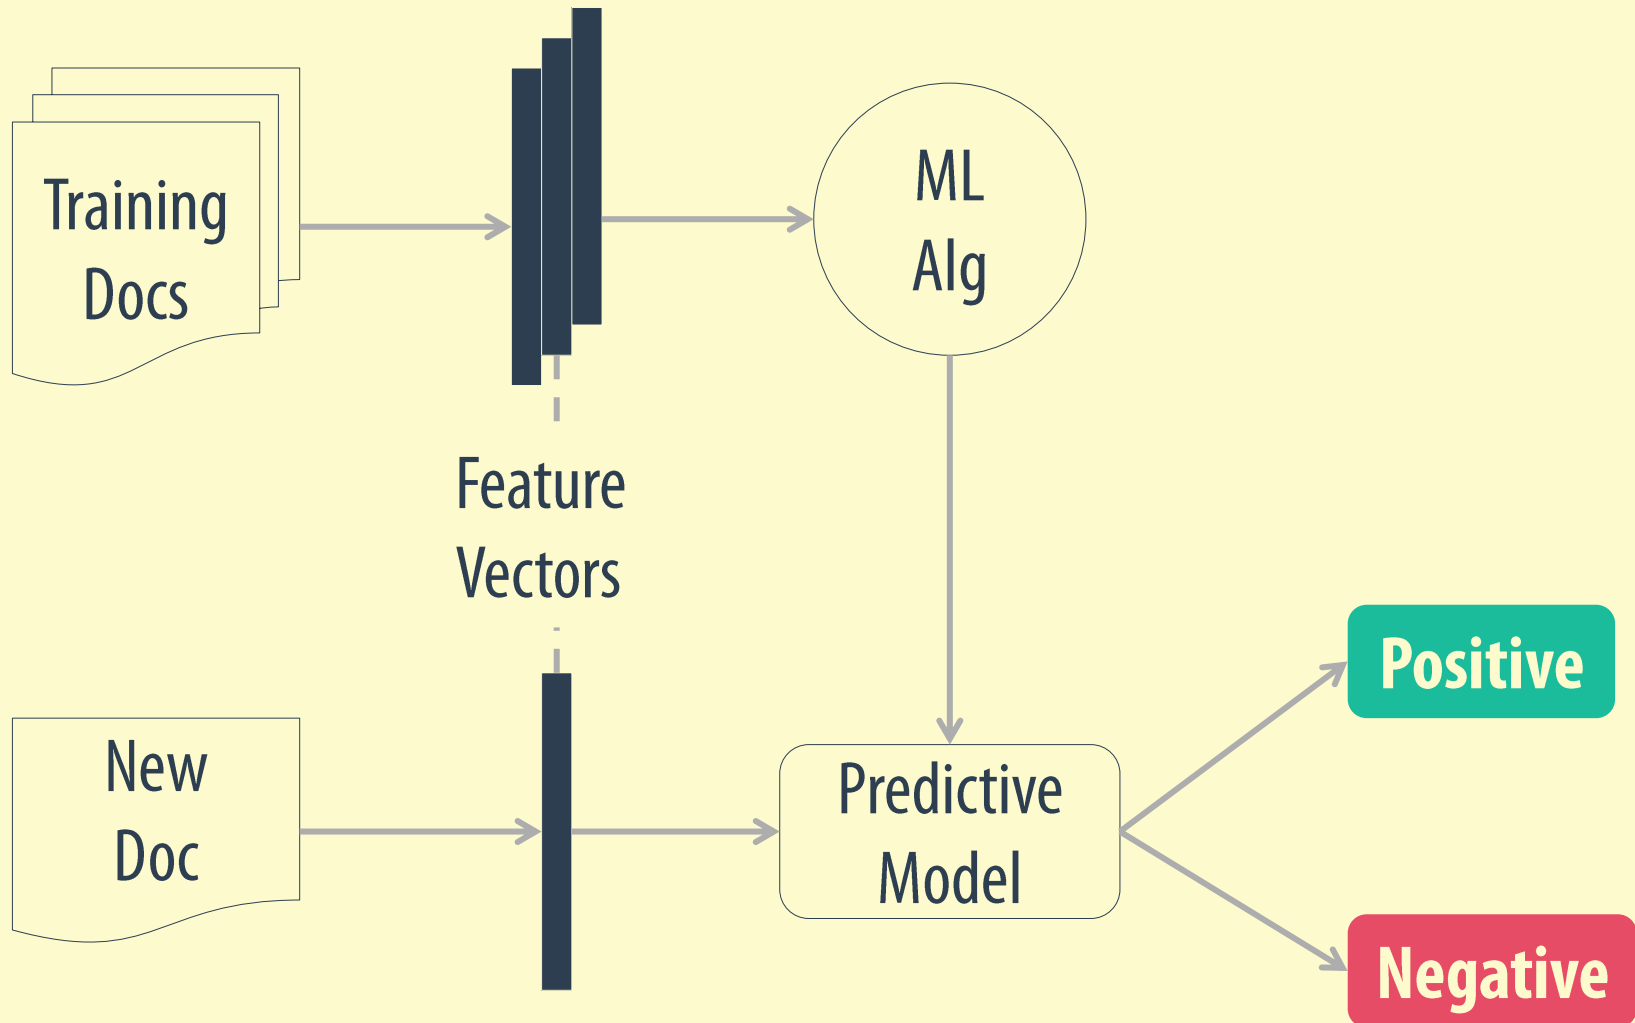 Training
Docs
ML
Alg
Feature
Vectors
New
Doc
Predictive
Model
Positive
Negative